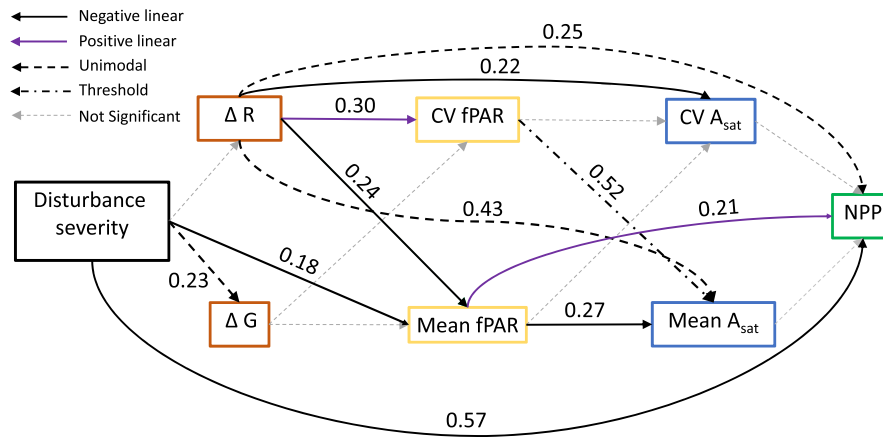 Negative linear
Positive linear
Unimodal
Threshold
Not Significant
0.25
0.22
Δ R
0.30
CV fPAR
CV Asat
0.24
0.52
Disturbance
severity
0.43
0.21
NPP
0.18
0.23
Δ G
Mean fPAR
0.27
Mean Asat
0.57